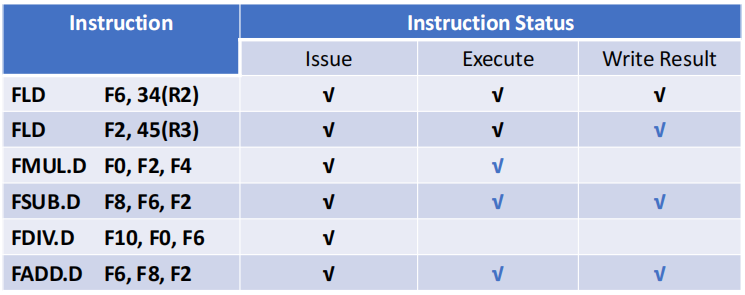 Instruction Instruction Status
Issue Execute Write Result
FLD F6, 34(R2) √ √ √
FLD F2, 45(R3) √ √ √
FMUL.D F0, F2, F4 √ √
FSUB.D F8, F6, F2 √ √ √
FDIV.D F10, F0, F6 √
FADD.D F6, F8, F2 √ √ √